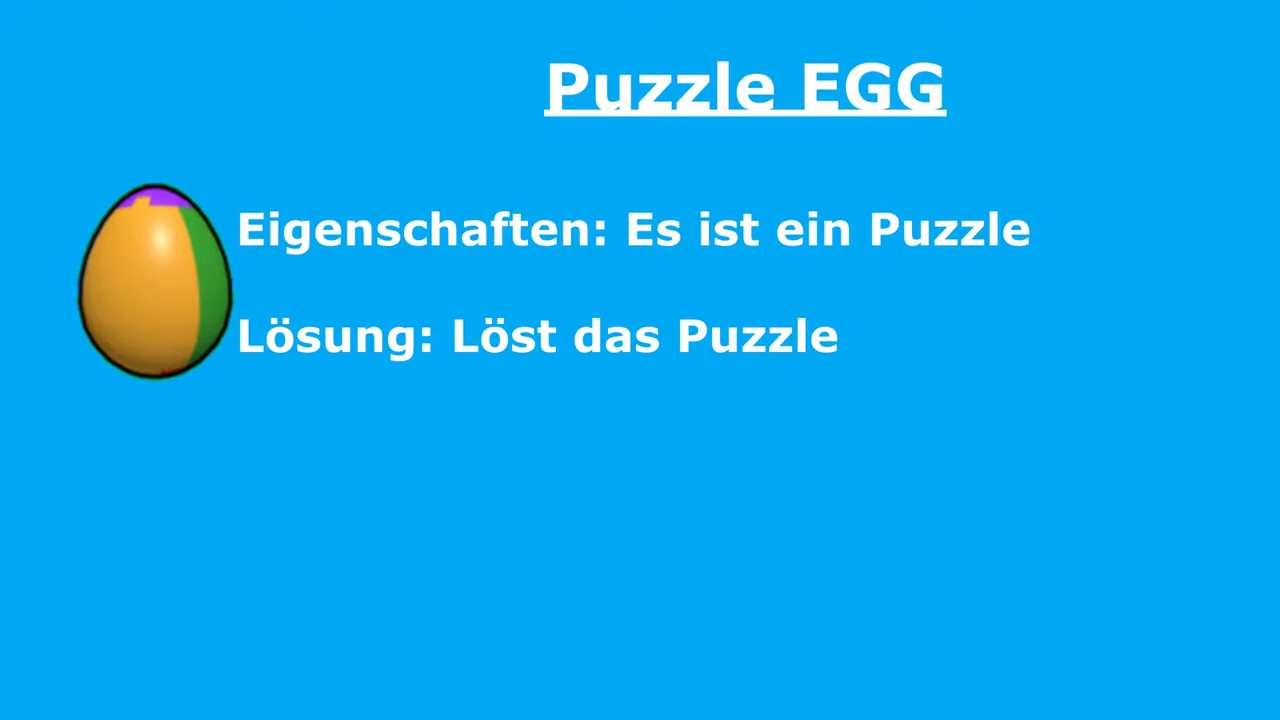 Puzzle EGG
Eigenschaften: Es ist ein Puzzle
Lösung: Löst das Puzzle